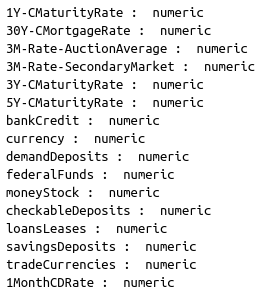 1Y-CMaturityRate :  numeric
30Y-CMortgageRate :  numeric
3M-Rate-AuctionAverage :  numeric
3M-Rate-SecondaryMarket :  numeric
3Y-CMaturityRate :  numeric
5Y-CMaturityRate :  numeric
bankCredit :  numeric
currency :  numeric
demandDeposits :  numeric
federalFunds :  numeric
moneyStock :  numeric
checkableDeposits :  numeric
loansLeases :  numeric
savingsDeposits :  numeric
tradeCurrencies :  numeric
1MonthCDRate :  numeric